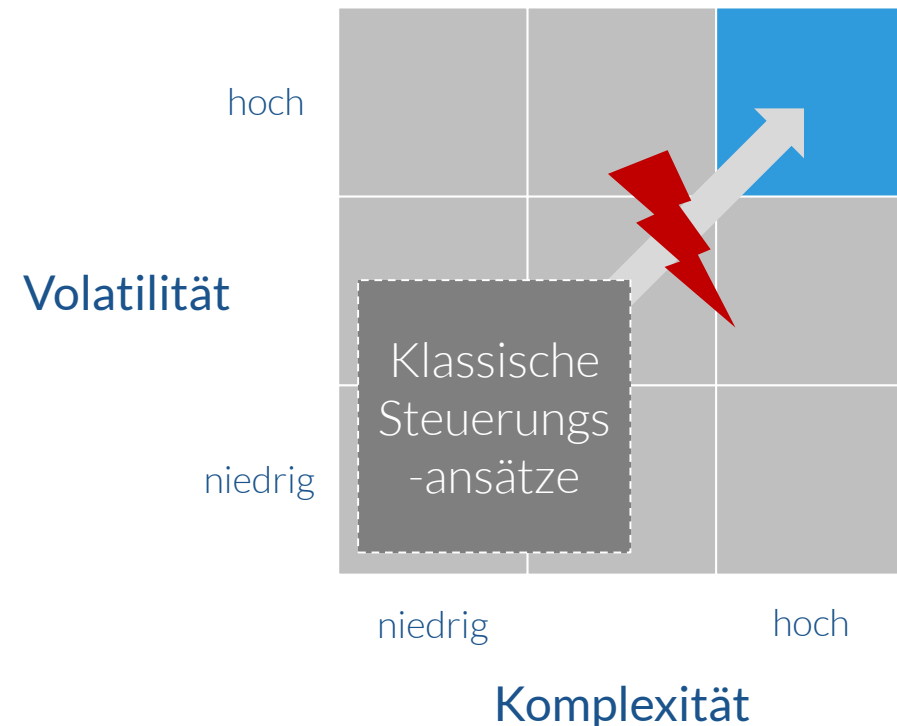 hoch
Volatilität
Klassische
Steuerungs
-ansätze
niedrig
niedrig
hoch
Komplexität